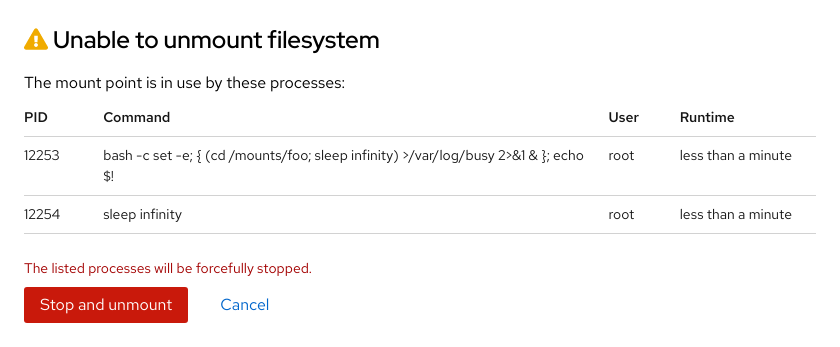 Unable to unmount filesystem
The mount point is in use by these processes:
PID Command User Runtime
12253 bash -c set -e; { (cd /mounts/foo; sleep infinity) >/var/log/busy 2>&1 & }; echo root less than a minute
$!
12254 sleep infinity root less than a minute
The listed processes will be forcefully stopped.
Stop and unmount Cancel